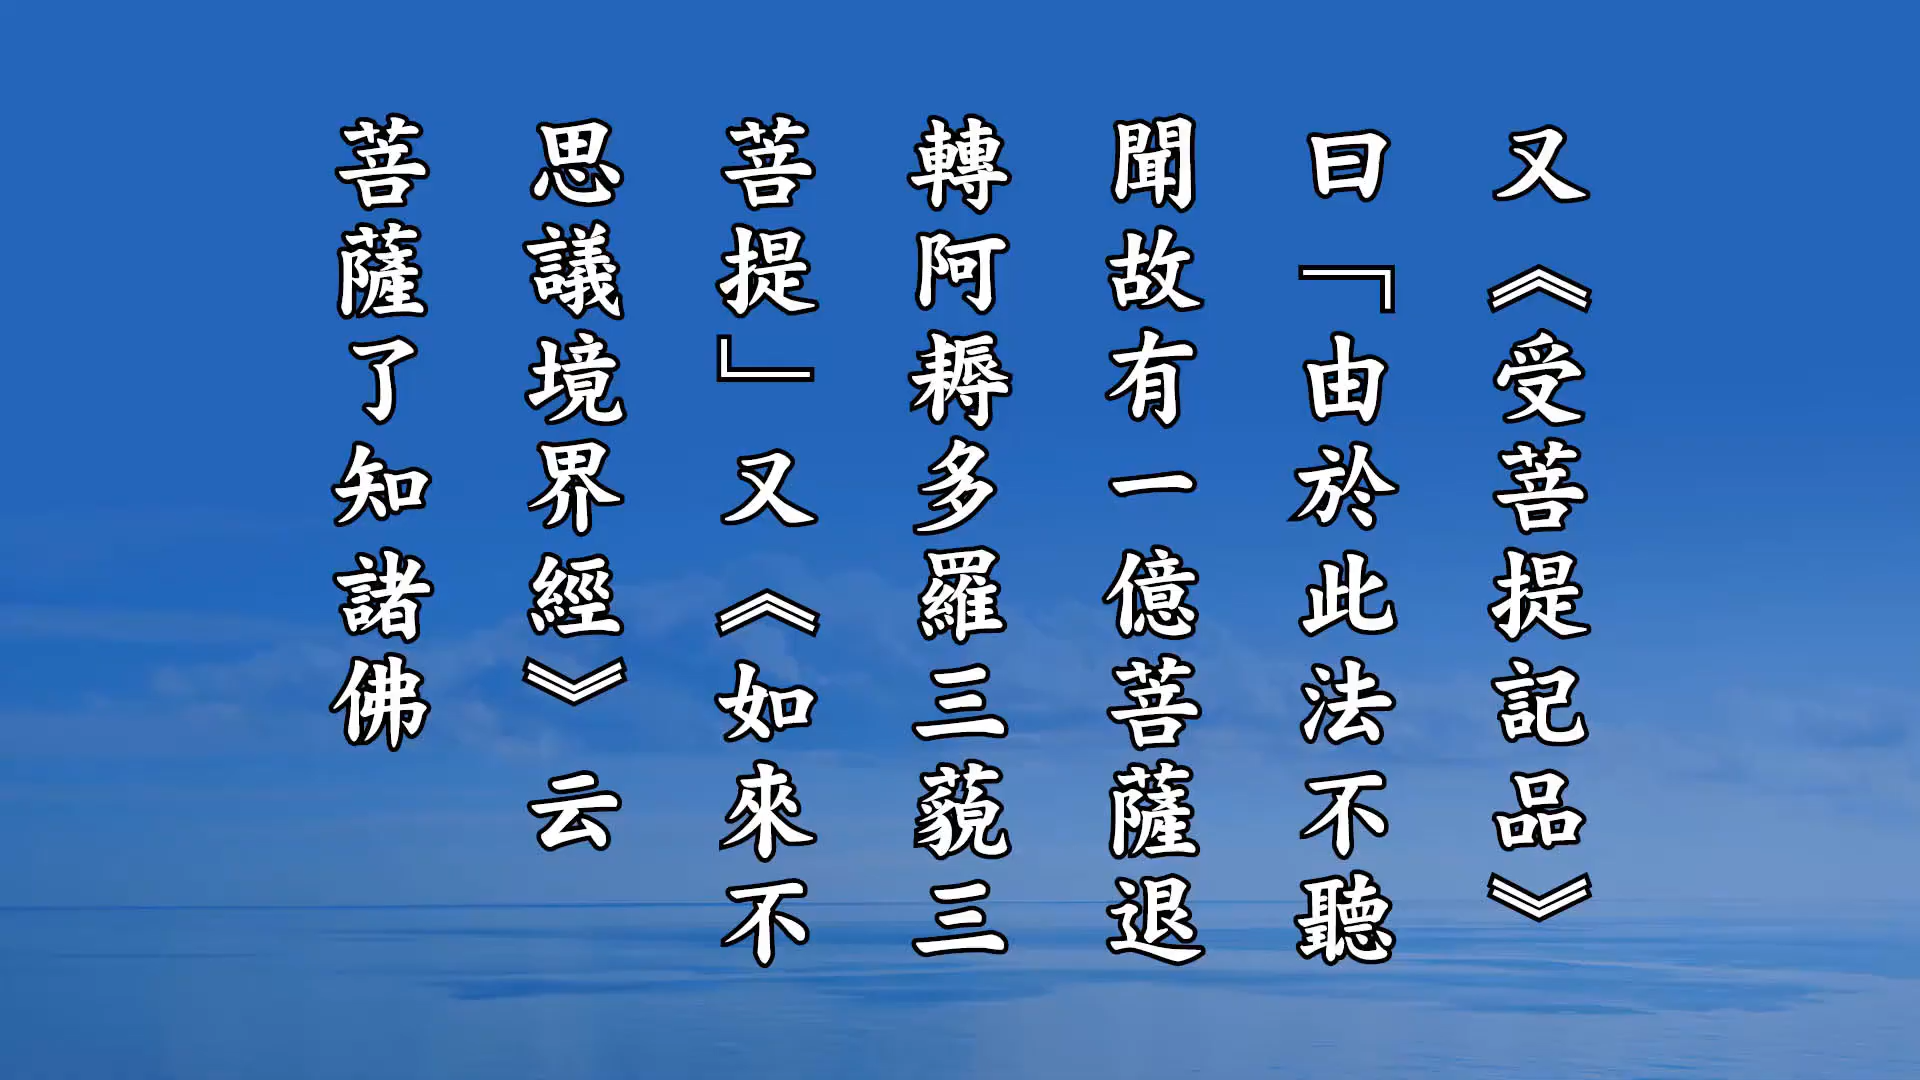 又《受菩提記品》
曰「由於此法不聽
聞故有一億菩薩退
轉阿耨多羅三藐三
菩提」又《如來不
思議境界經》云
菩薩了知諸佛